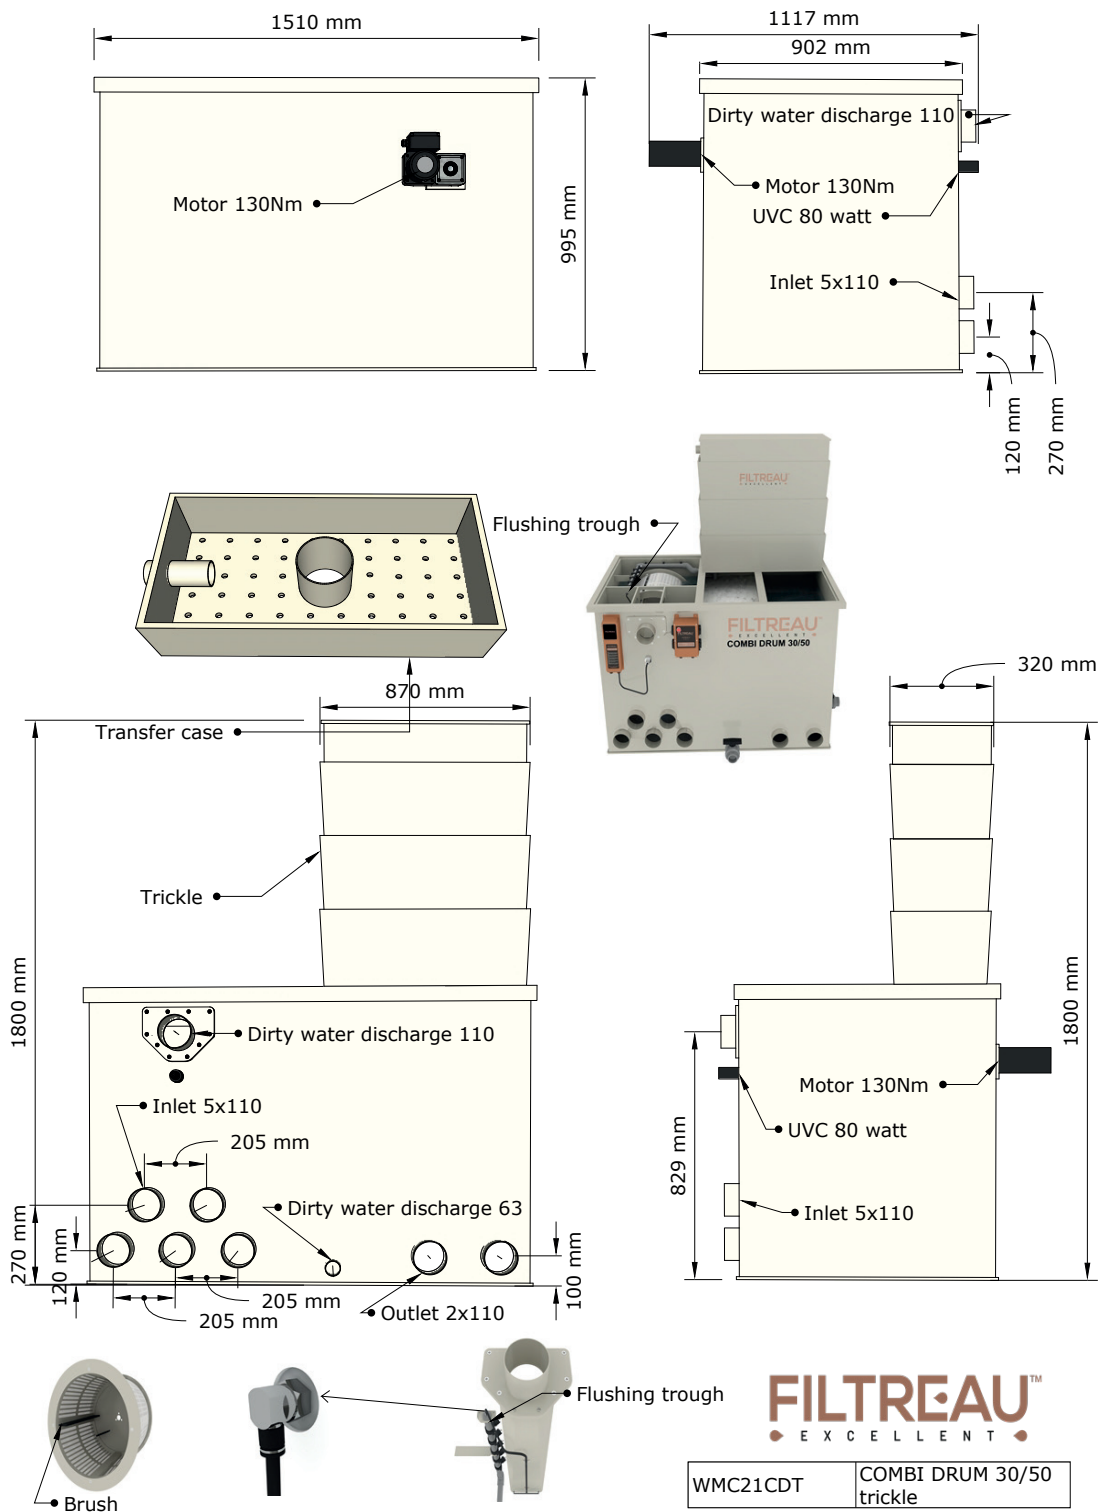 1510 mm
1117 mm
902 mm
Dirty water discharge 110
Motor 130Nm
995 mm
Motor 130Nm
UVC 80 watt
Inlet 5x110
120 mm
270 mm
Flushing trough
FILTREAU
EXCELLENT
FILTREAU
EXCELLENT
COMBI DRUM 30/50
320 mm
870 mm
Transfer case
Trickle
1800 mm
1800 mm
Dirty water discharge 110
Motor 130Nm
Inlet 5x110
UVC 80 watt
205 mm
829 mm
Dirty water discharge 63
Inlet 5x110
270 mm
120 mm
205 mm
205 mm
Outlet 2x110
100 mm
Flushing trough
Brush
FILTREAU™
EXCELLENT
WMC21CDT
COMBI DRUM 30/50
trickle